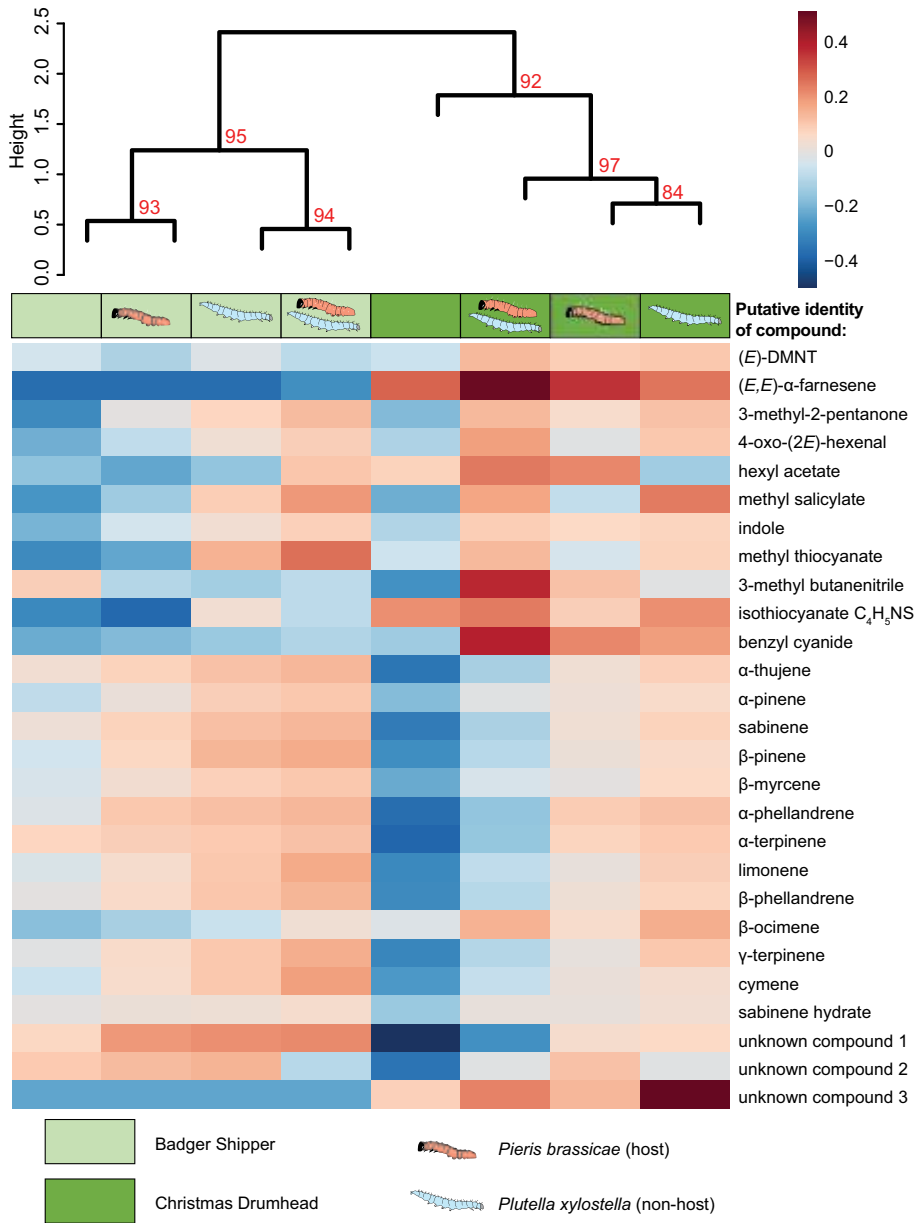 2.5
2.0
1.5
1.0
0.5
0.0
Height
92
95
97
93
94
84
0.4
0.2
0
−0.2
−0.4
Putative identity
of compound:
(E)-DMNT
(E,E)-α-farnesene
3-methyl-2-pentanone
4-oxo-(2E)-hexenal
hexyl acetate
methyl salicylate
indole
methyl thiocyanate
3-methyl butanenitrile
isothiocyanate C₄H₅NS
benzyl cyanide
α-thujene
α-pinene
sabinene
β-pinene
β-myrcene
α-phellandrene
α-terpinene
limonene
β-phellandrene
β-ocimene
γ-terpinene
cymene
sabinene hydrate
unknown compound 1
unknown compound 2
unknown compound 3
Badger Shipper
Pieris brassicae (host)
Christmas Drumhead
Plutella xylostella (non-host)